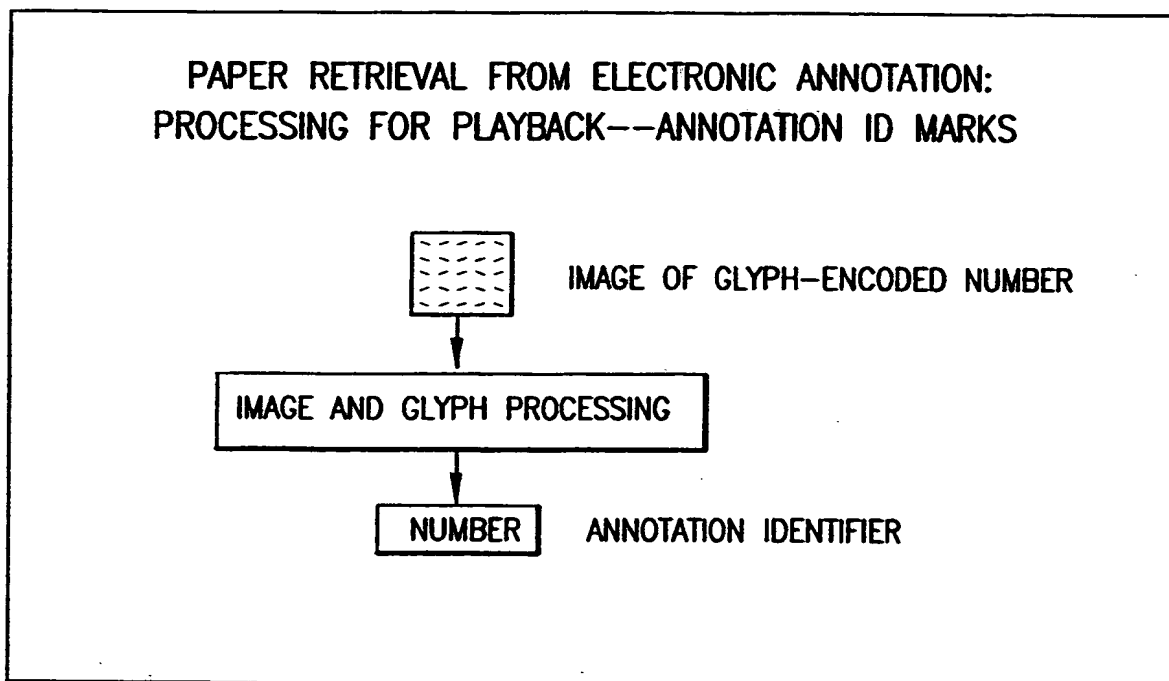 PAPER RETRIEVAL FROM ELECTRONIC ANNOTATION:
PROCESSING FOR PLAYBACK--ANNOTATION ID MARKS
IMAGE OF GLYPH-ENCODED NUMBER
IMAGE AND GLYPH PROCESSING
NUMBER ANNOTATION IDENTIFIER